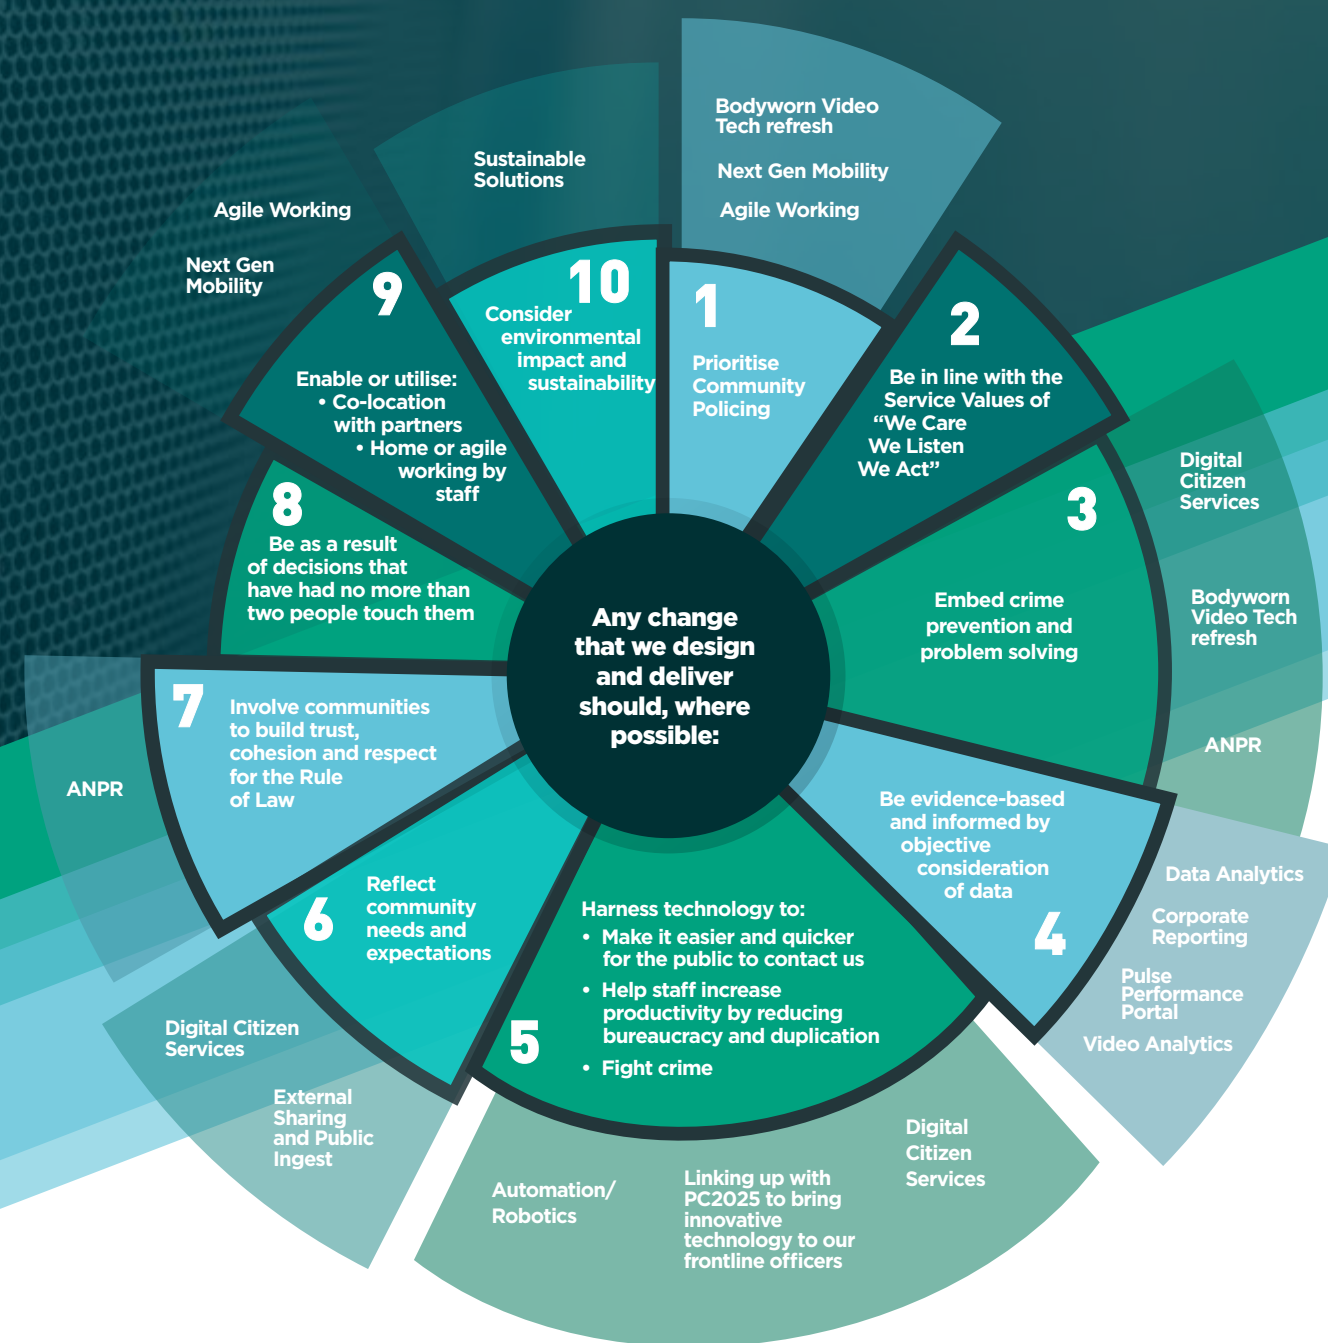 Any change
that we design
and deliver
should, where
possible:
1
Prioritise
Community
Policing
Bodyworn Video
Tech refresh
Next Gen Mobility
Agile Working
2
Be in line with the
Service Values of
“We Care
We Listen
We Act”
3
Embed crime
prevention and
problem solving
Digital
Citizen
Services
Bodyworn
Video Tech
refresh
ANPR
Be evidence-based
and informed by
objective
consideration
of data
4
Data Analytics
Corporate
Reporting
Pulse
Performance
Portal
Video Analytics
5
Harness technology to:
• Make it easier and quicker
for the public to contact us
• Help staff increase
productivity by reducing
bureaucracy and duplication
• Fight crime
Automation/
Robotics
Linking up with
PC2025 to bring
innovative
technology to our
frontline officers
Digital
Citizen
Services
6
Reflect
community
needs and
expectations
Digital Citizen
Services
External
Sharing
and Public
Ingest
7
Involve communities
to build trust,
cohesion and respect
for the Rule
of Law
ANPR
8
Be as a result
of decisions that
have had no more than
two people touch them
9
Enable or utilise:
• Co-location
with partners
• Home or agile
working by
staff
Agile Working
Next Gen
Mobility
10
Consider
environmental
impact and
sustainability
Sustainable
Solutions